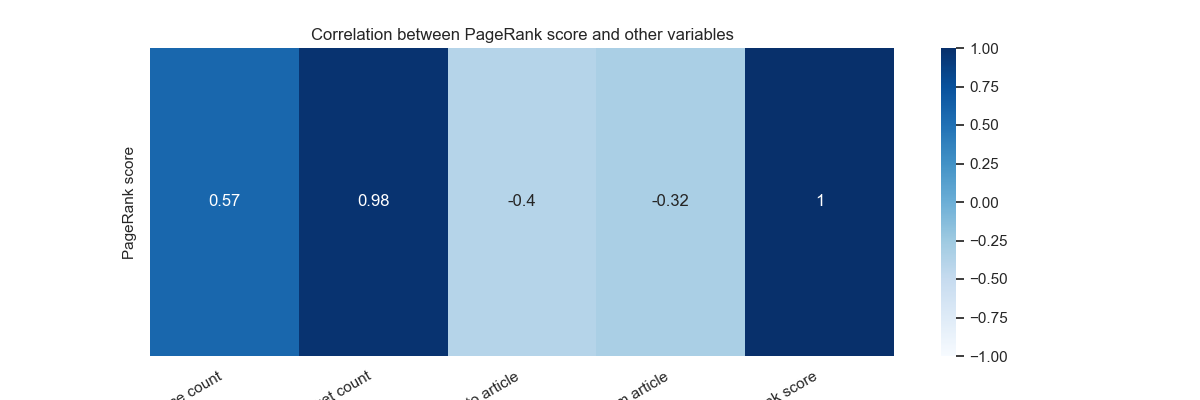 Correlation between PageRank score and other variables
PageRank score
0.57 0.98 -0.4 -0.32 1
count
count
article
article
score
1.00
0.75
0.50
0.25
0.00
−0.25
−0.50
−0.75
−1.00